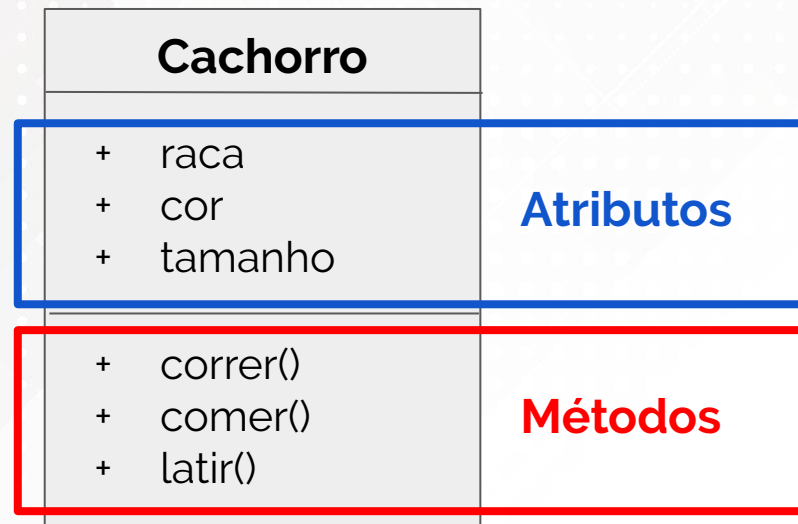 Cachorro
+ raca
+ cor
+ tamanho
Atributos
+ correr()
+ comer()
+ latir()
Métodos